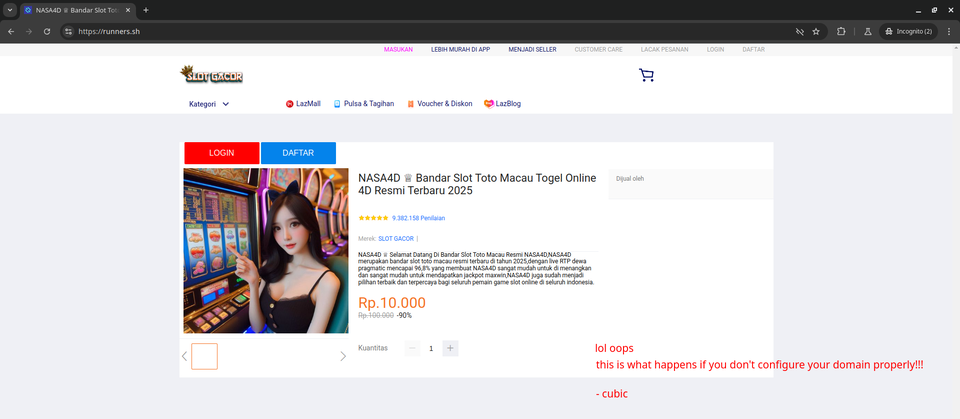 NASA4D ♕ Bandar Slot Tot
https://runners.sh
Incognito (2)
MASUKAN LEBIH MURAH DI APP MENJADI SELLER CUSTOMER CARE LACAK PESANAN LOGIN DAFTAR
SLOT GACOR
Kategori LazMall Pulsa & Tagihan Voucher & Diskon LazBlog
LOGIN DAFTAR
NASA4D ♕ Bandar Slot Toto Macau Togel Online
4D Resmi Terbaru 2025
Dijual oleh
9.382.158 Penilaian
Merek: SLOT GACOR |
NASA4D ♕ Selamat Datang Di Bandar Slot Toto Macau Resmi NASA4D,NASA4D
merupakan bandar slot toto macau resmi terbaru di tahun 2025,dengan live RTP dewa
pragmatic mencapai 96,8% yang membuat NASA4D sangat mudah untuk di menangkan
dan sangat mudah untuk mendapatkan jackpot maxwin,NASA4D juga sudah menjadi
pilihan terbaik dan terpercaya bagi seluruh pemain game slot online di seluruh indonesia.
Rp.10.000
Rp.100.000 -90%
Kuantitas − 1 +
lol oops
this is what happens if you don't configure your domain properly!!!
- cubic